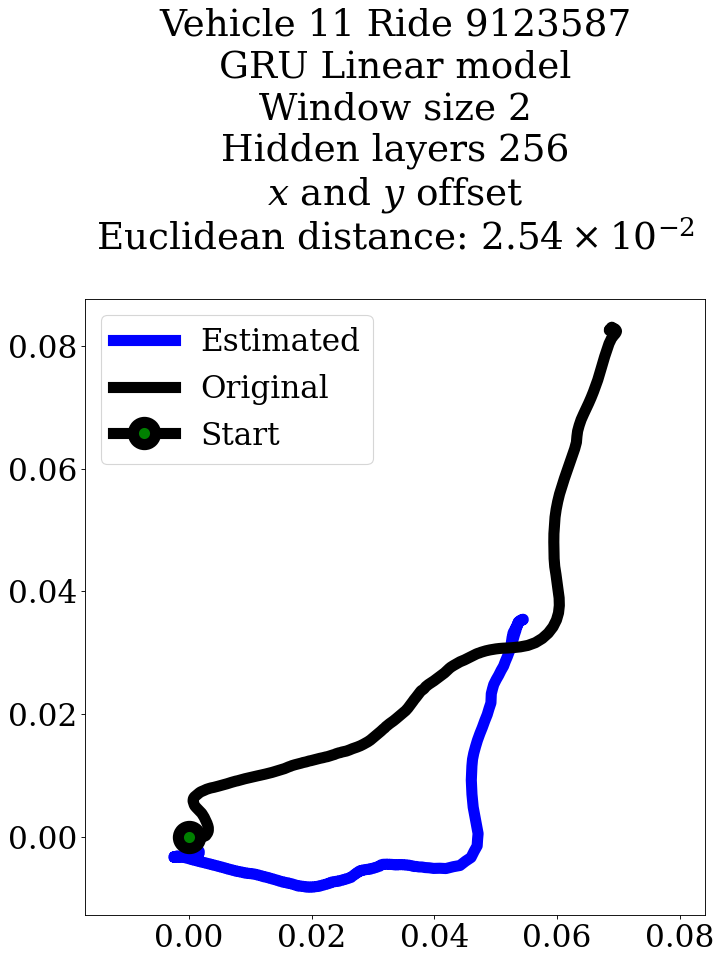 Vehicle 11 Ride 9123587
GRU Linear model
Window size 2
Hidden layers 256
x and y offset
Euclidean distance: 2.54 × 10⁻²
Estimated
Original
Start
0.08
0.06
0.04
0.02
0.00
0.00 0.02 0.04 0.06 0.08